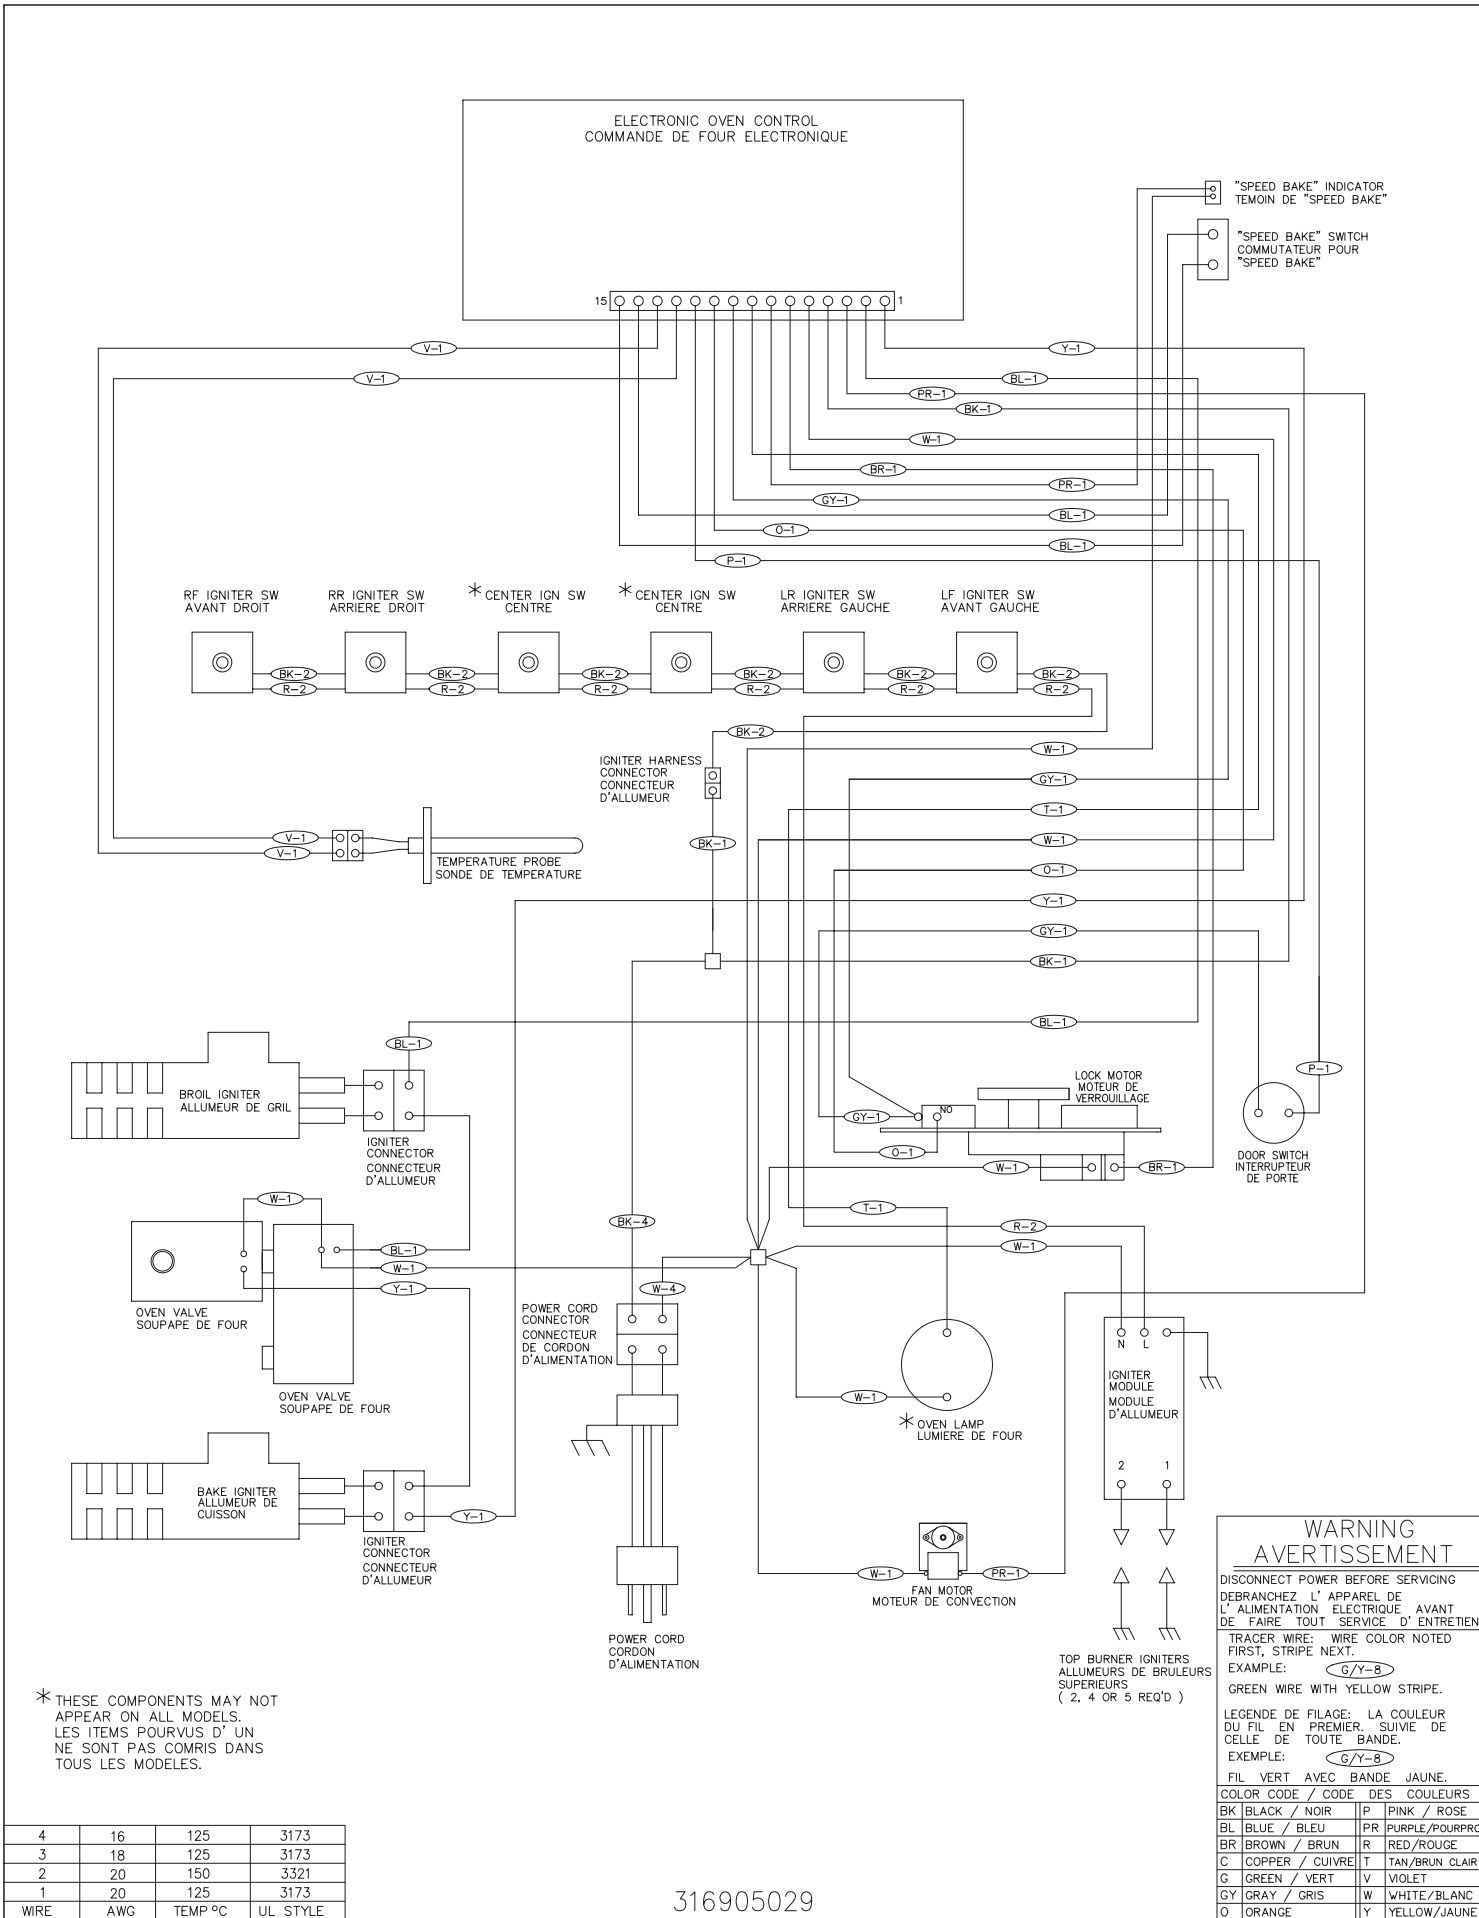 ELECTRONIC OVEN CONTROL
COMMANDE DE FOUR ELECTRONIQUE
"SPEED BAKE" INDICATOR
TEMOIN DE "SPEED BAKE"
"SPEED BAKE" SWITCH
COMMUTATEUR POUR
"SPEED BAKE"
15
1
V-1
Y-1
V-1
BL-1
PR-1
BK-1
W-1
BR-1
PR-1
GY-1
BL-1
O-1
BL-1
P-1
RF IGNITER SW
AVANT DROIT
RR IGNITER SW
ARRIERE DROIT
* CENTER IGN SW
CENTRE
* CENTER IGN SW
CENTRE
LR IGNITER SW
ARRIERE GAUCHE
LF IGNITER SW
AVANT GAUCHE
BK-2 BK-2 BK-2 BK-2 BK-2 BK-2
R-2 R-2 R-2 R-2 R-2 R-2
BK-2
W-1
IGNITER HARNESS
CONNECTOR
CONNECTEUR
D'ALLUMEUR
GY-1
T-1
V-1
V-1
BK-1
W-1
TEMPERATURE PROBE
SONDE DE TEMPERATURE
O-1
Y-1
GY-1
BK-1
BL-1
BL-1
P-1
BROIL IGNITER
ALLUMEUR DE GRIL
IGNITER
CONNECTOR
CONNECTEUR
D'ALLUMEUR
LOCK MOTOR
MOTEUR DE
VERROUILLAGE
GY-1
NO
O-1
W-1
BR-1
DOOR SWITCH
INTERRUPTEUR
DE PORTE
W-1
BK-4
T-1
R-2
W-1
BL-1
W-1
Y-1
W-4
OVEN VALVE
SOUPAPE DE FOUR
POWER CORD
CONNECTOR
CONNECTEUR
DE CORDON
D'ALIMENTATION
N L
IGNITER
MODULE
MODULE
D'ALLUMEUR
2 1
OVEN VALVE
SOUPAPE DE FOUR
W-1
* OVEN LAMP
LUMIERE DE FOUR
BAKE IGNITER
ALLUMEUR DE
CUISSON
Y-1
IGNITER
CONNECTOR
CONNECTEUR
D'ALLUMEUR
W-1
PR-1
FAN MOTOR
MOTEUR DE CONVECTION
POWER CORD
CORDON
D'ALIMENTATION
TOP BURNER IGNITERS
ALLUMEURS DE BRULEURS
SUPERIEURS
( 2, 4 OR 5 REQ'D )
WARNING
AVERTISSEMENT
DISCONNECT POWER BEFORE SERVICING
DEBRANCHEZ L' APPAREL DE
L' ALIMENTATION ELECTRIQUE AVANT
DE FAIRE TOUT SERVICE D' ENTRETIEN
TRACER WIRE: WIRE COLOR NOTED
FIRST, STRIPE NEXT.
EXAMPLE: G/Y-8
GREEN WIRE WITH YELLOW STRIPE.
LEGENDE DE FILAGE: LA COULEUR
DU FIL EN PREMIER. SUIVIE DE
CELLE DE TOUTE BANDE.
EXEMPLE: G/Y-8
FIL VERT AVEC BANDE JAUNE.
COLOR CODE / CODE DES COULEURS
BK BLACK / NOIR P PINK / ROSE
BL BLUE / BLEU PR PURPLE/POURPRO
BR BROWN / BRUN R RED/ROUGE
C COPPER / CUIVRE T TAN/BRUN CLAIR
G GREEN / VERT V VIOLET
GY GRAY / GRIS W WHITE/BLANC
O ORANGE Y YELLOW/JAUNE
* THESE COMPONENTS MAY NOT
APPEAR ON ALL MODELS.
LES ITEMS POURVUS D' UN
NE SONT PAS COMRIS DANS
TOUS LES MODELES.
4 16 125 3173
3 18 125 3173
2 20 150 3321
1 20 125 3173
WIRE AWG TEMP °C UL STYLE
316905029